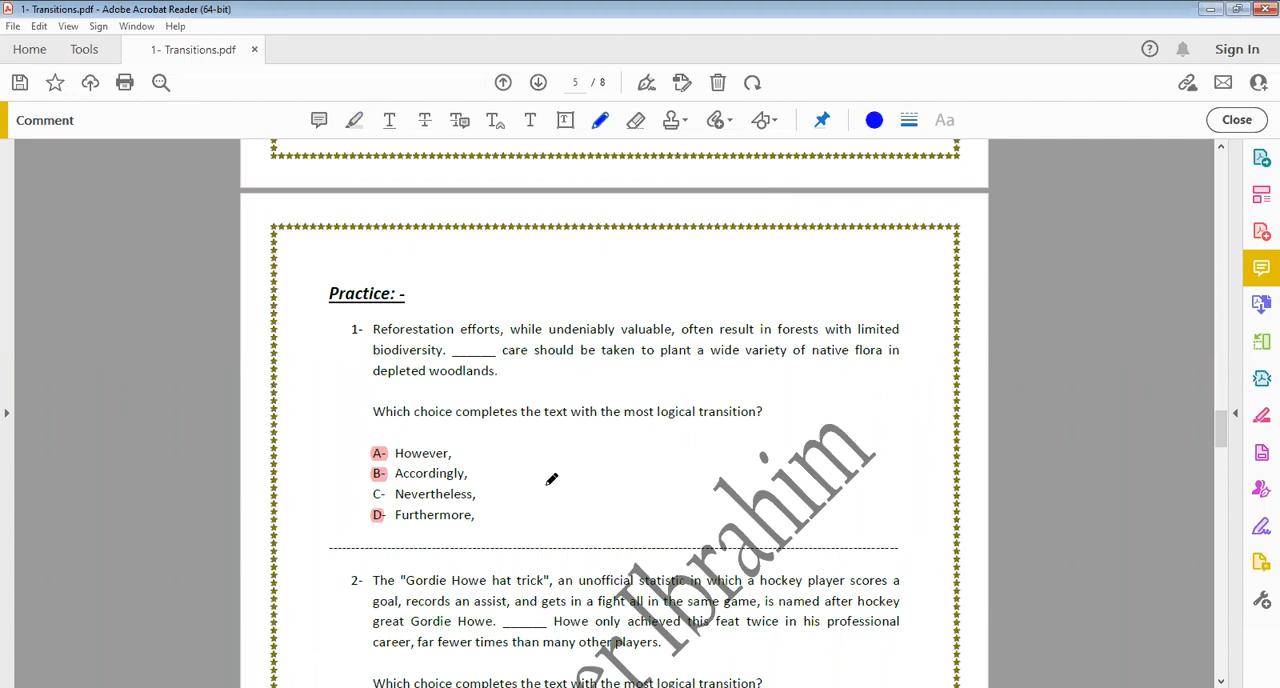 1- Transitions.pdf - Adobe Acrobat Reader (64-bit)
File Edit View Sign Window Help
Home Tools 1- Transitions.pdf × Sign In
5 / 8
Comment Aa Close
Practice: -
1- Reforestation efforts, while undeniably valuable, often result in forests with limited
biodiversity. ______ care should be taken to plant a wide variety of native flora in
depleted woodlands.
Which choice completes the text with the most logical transition?
A- However,
B- Accordingly,
C- Nevertheless,
D- Furthermore,
2- The "Gordie Howe hat trick", an unofficial statistic in which a hockey player scores a
goal, records an assist, and gets in a fight all in the same game, is named after hockey
great Gordie Howe. ______ Howe only achieved this feat twice in his professional
career, far fewer times than many other players.
Which choice completes the text with the most logical transition?
Ibrahim